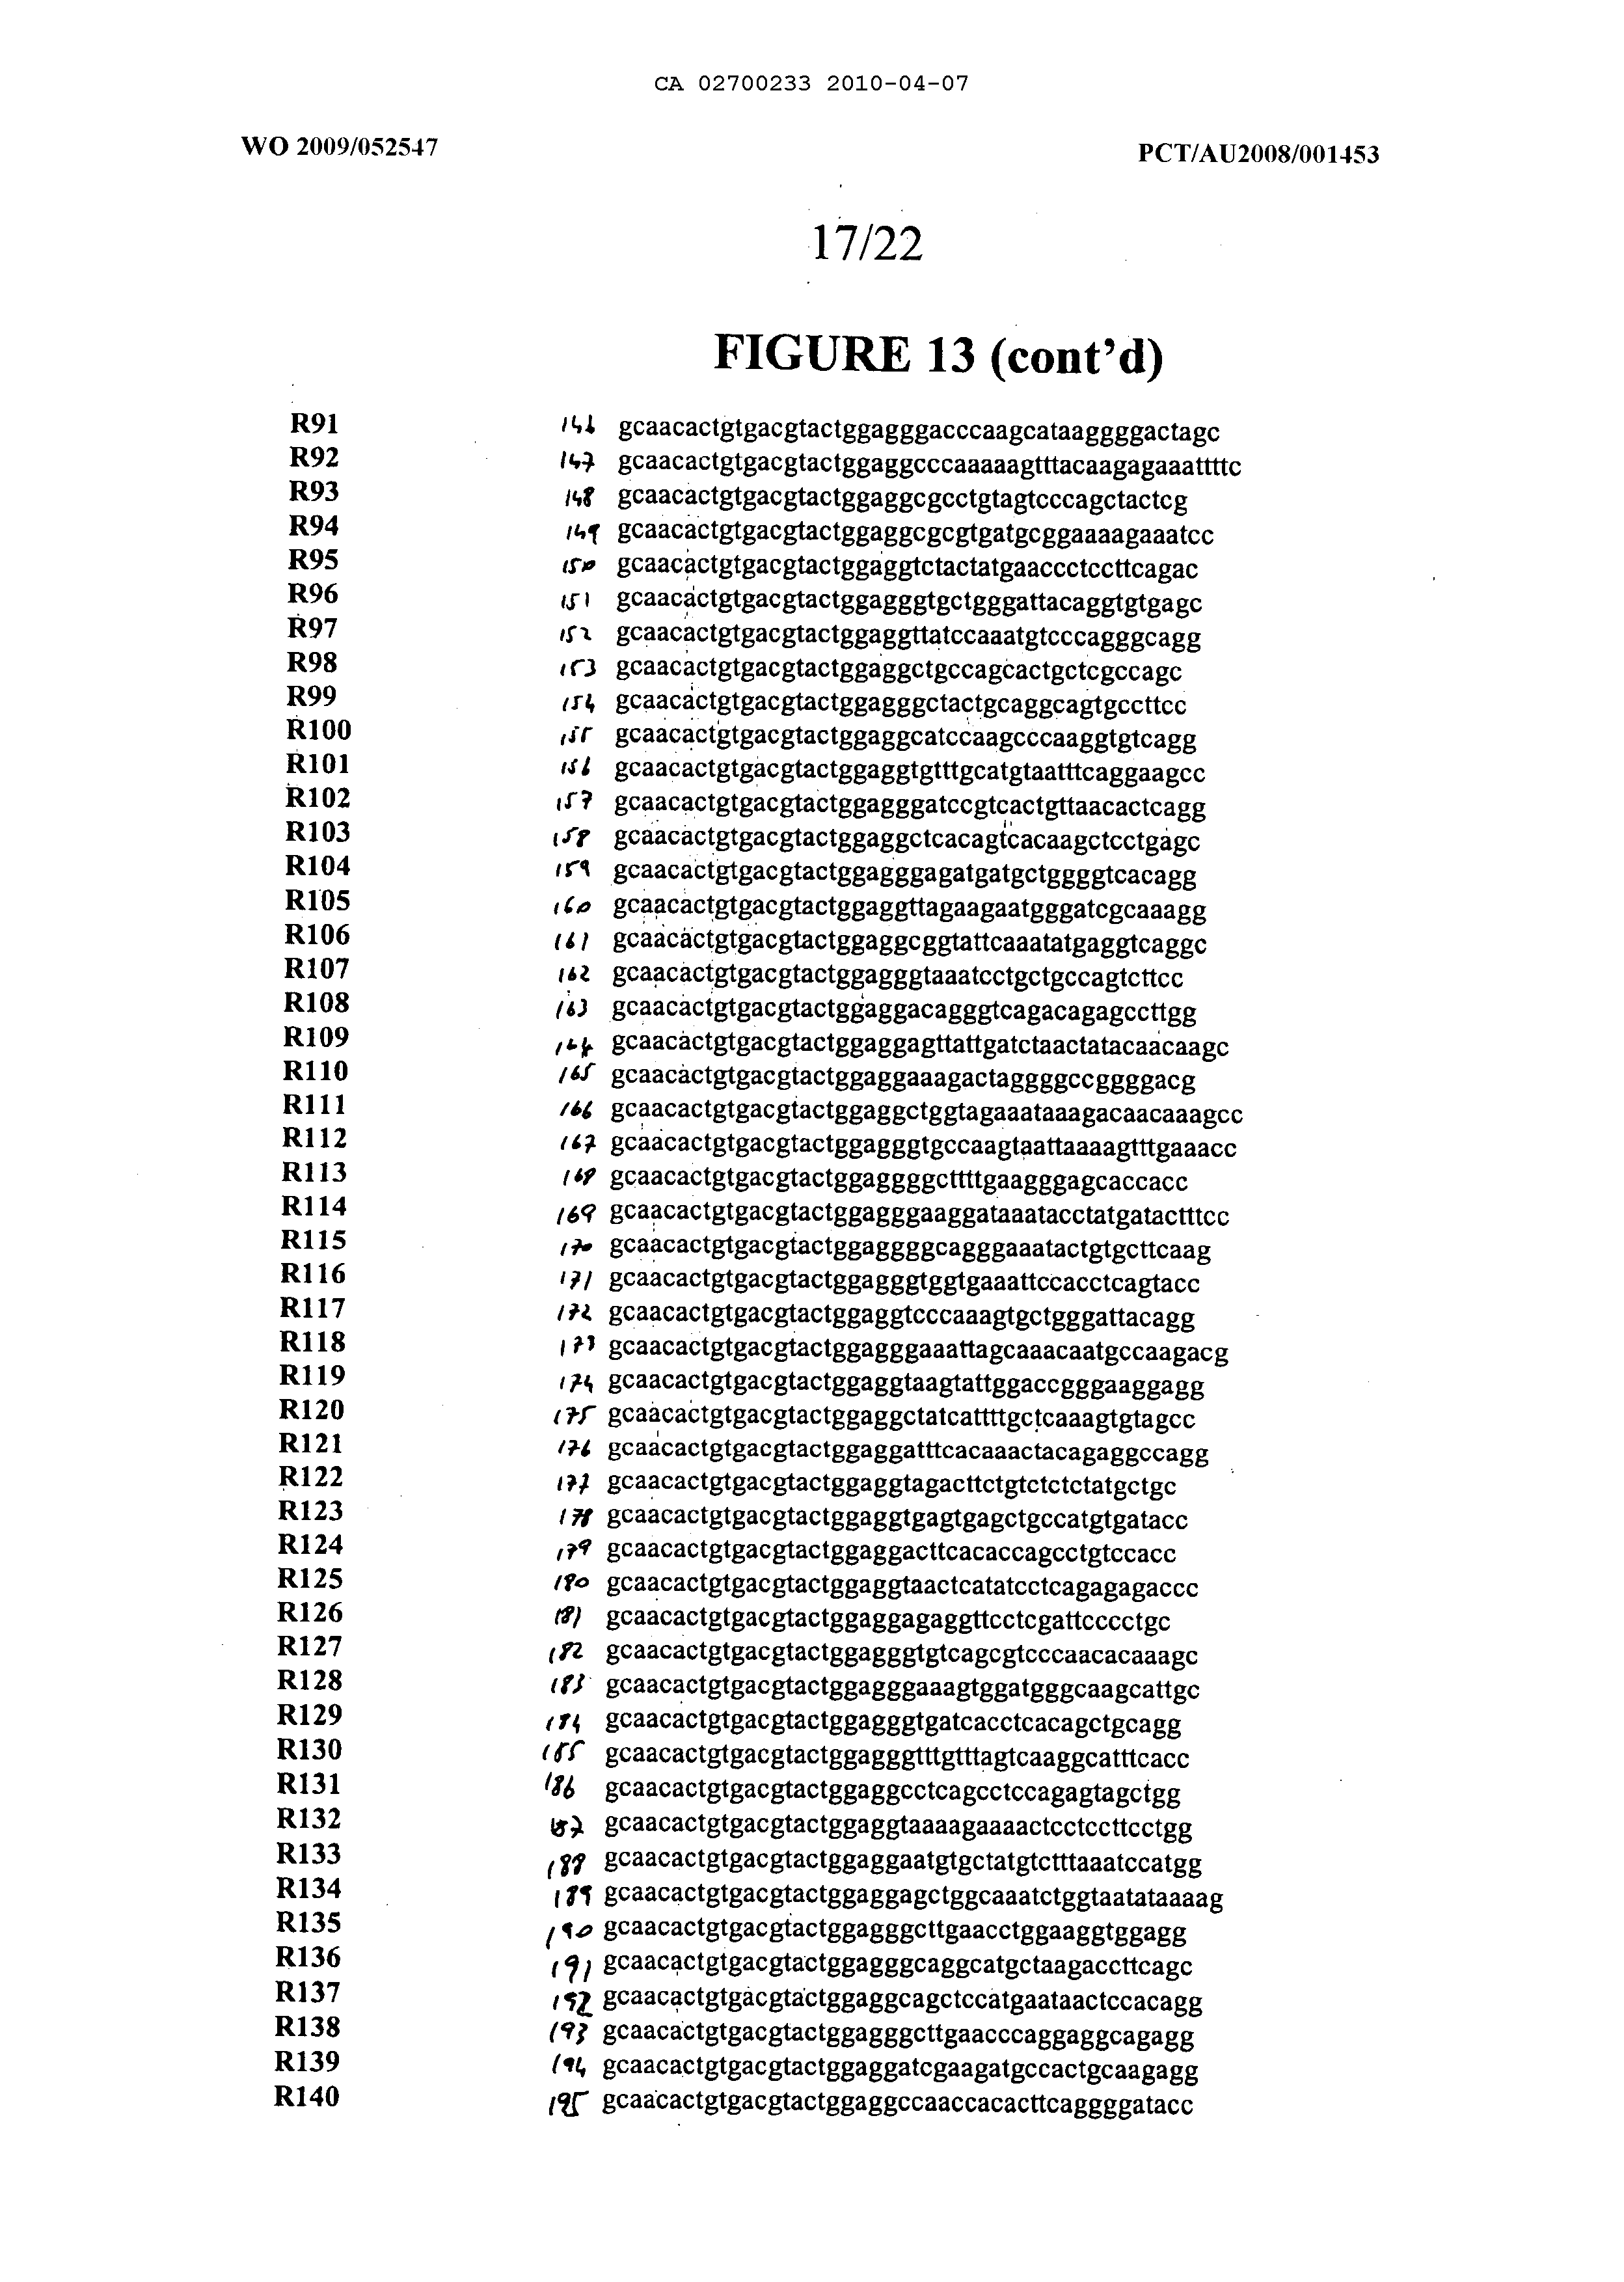 CA 02700233 2010-04-07
WO 2009/052547 PCT/AU2008/001453
17/22
FIGURE 13 (cont'd)
R91 146 gcaacactgtgacgtactggagggacccaagcataaggggactagc
R92 147 gcaacactgtgacgtactggaggcccaaaaagtttacaagagaaattttc
R93 148 gcaacactgtgacgtactggaggcgcctgtagtcccagctactcg
R94 149 gcaacactgtgacgtactggaggcgcgtgatgcggaaaagaaatcc
R95 150 gcaacactgtgacgtactggaggtctactatgaaccctccttcagac
R96 151 gcaacactgtgacgtactggagggtgctgggattacaggtgtgagc
R97 152 gcaacactgtgacgtactggaggttatccaaatgtcccagggcagg
R98 153 gcaacactgtgacgtactggaggctgccagcactgctcgccagc
R99 154 gcaacactgtgacgtactggagggctactgcaggcagtgccttcc
R100 155 gcaacactgtgacgtactggaggcatccaagcccaaggtgtcagg
R101 156 gcaacactgtgacgtactggaggtgtttgcatgtaatttcaggaagcc
R102 157 gcaacactgtgacgtactggagggatccgtcactgttaacactcagg
R103 158 gcaacactgtgacgtactggaggctcacagtcacaagctcctgagc
R104 159 gcaacactgtgacgtactggagggagatgatgctggggtcacagg
R105 160 gcaacactgtgacgtactggaggttagaagaatgggatcgcaaagg
R106 161 gcaacactgtgacgtactggaggcggtattcaaatatgaggtcaggc
R107 162 gcaacactgtgacgtactggagggtaaatcctgctgccagtcttcc
R108 163 gcaacactgtgacgtactggaggacagggtcagacagagccttgg
R109 164 gcaacactgtgacgtactggaggagttattgatctaactatacaacaagc
R110 165 gcaacactgtgacgtactggaggaaagactagggggccggggacg
R111 166 gcaacactgtgacgtactggaggctggtagaaataaagacaacaaagcc
R112 167 gcaacactgtgacgtactggagggtgccaagtaattaaaagtttgaaacc
R113 168 gcaacactgtgacgtactggaggggcttttgaagggagcaccacc
R114 169 gcaacactgtgacgtactggagggaaggataaatacctatgatactttcc
R115 170 gcaacactgtgacgtactggaggggcagggaaatactgtgcttcaag
R116 171 gcaacactgtgacgtactggagggtggtgaaattccacctcagtacc
R117 172 gcaacactgtgacgtactggaggtcccaaagtgctgggattacagg
R118 173 gcaacactgtgacgtactggagggaaattagcaaacaatgccaagacg
R119 174 gcaacactgtgacgtactggaggtaagtattggaccgggaaggagg
R120 175 gcaacactgtgacgtactggaggctatcattttgctcaaagtgtagcc
R121 176 gcaacactgtgacgtactggaggatttcacaaactacagaggccagg
R122 177 gcaacactgtgacgtactggaggtagacttctgtctctctatgctgc
R123 178 gcaacactgtgacgtactggaggtgagtgagctgccatgtgatacc
R124 179 gcaacactgtgacgtactggaggacttcacaccagcctgtccacc
R125 180 gcaacactgtgacgtactggaggtaactcatatcctcagagagaccc
R126 181 gcaacactgtgacgtactggaggagaggttcctcgattcccctgc
R127 182 gcaacactgtgacgtactggagggtgtcagcgtcccaacacaaagc
R128 183 gcaacactgtgacgtactggagggaaagtggatgggcaagcattgc
R129 184 gcaacactgtgacgtactggagggtgatcacctcacagctgcagg
R130 185 gcaacactgtgacgtactggagggtttgtttagtcaaggcatttcacc
R131 186 gcaacactgtgacgtactggaggcctcagcctccagagtagctgg
R132 187 gcaacactgtgacgtactggaggtaaaagaaaactcctccttcctgg
R133 188 gcaacactgtgacgtactggaggaatgtgctatgtctttaaatccatgg
R134 189 gcaacactgtgacgtactggaggagctggcaaatctggtaatataaaag
R135 190 gcaacactgtgacgtactggagggcttgaacctggaaggtggagg
R136 191 gcaacactgtgacgtactggagggcaggcatgctaagaccttcagc
R137 192 gcaacactgtgacgtactggaggcagctccatgaataactccacagg
R138 193 gcaacactgtgacgtactggagggcttgaacccaggaggcagagg
R139 194 gcaacactgtgacgtactggaggatcgaagatgccactgcaagagg
R140 195 gcaacactgtgacgtactggaggccaaccacacttcaggggatacc